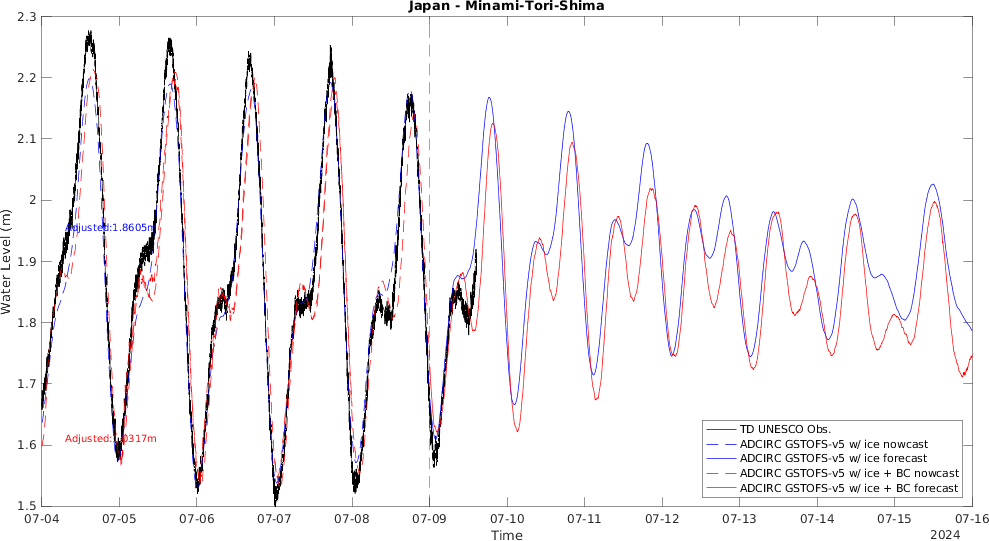 Japan - Minami-Tori-Shima
2.3
2.2
2.1
2
1.9
1.8
1.7
1.6
1.5
Water Level (m)
Adjusted:1.8605m
TD UNESCO Obs.
ADCIRC GSTOFS-v5 w/ ice nowcast
ADCIRC GSTOFS-v5 w/ ice forecast
ADCIRC GSTOFS-v5 w/ ice + BC nowcast
ADCIRC GSTOFS-v5 w/ ice + BC forecast
07-04 07-05 07-06 07-07 07-08 07-09 07-10 07-11 07-12 07-13 07-14 07-15 07-16
Time
2024